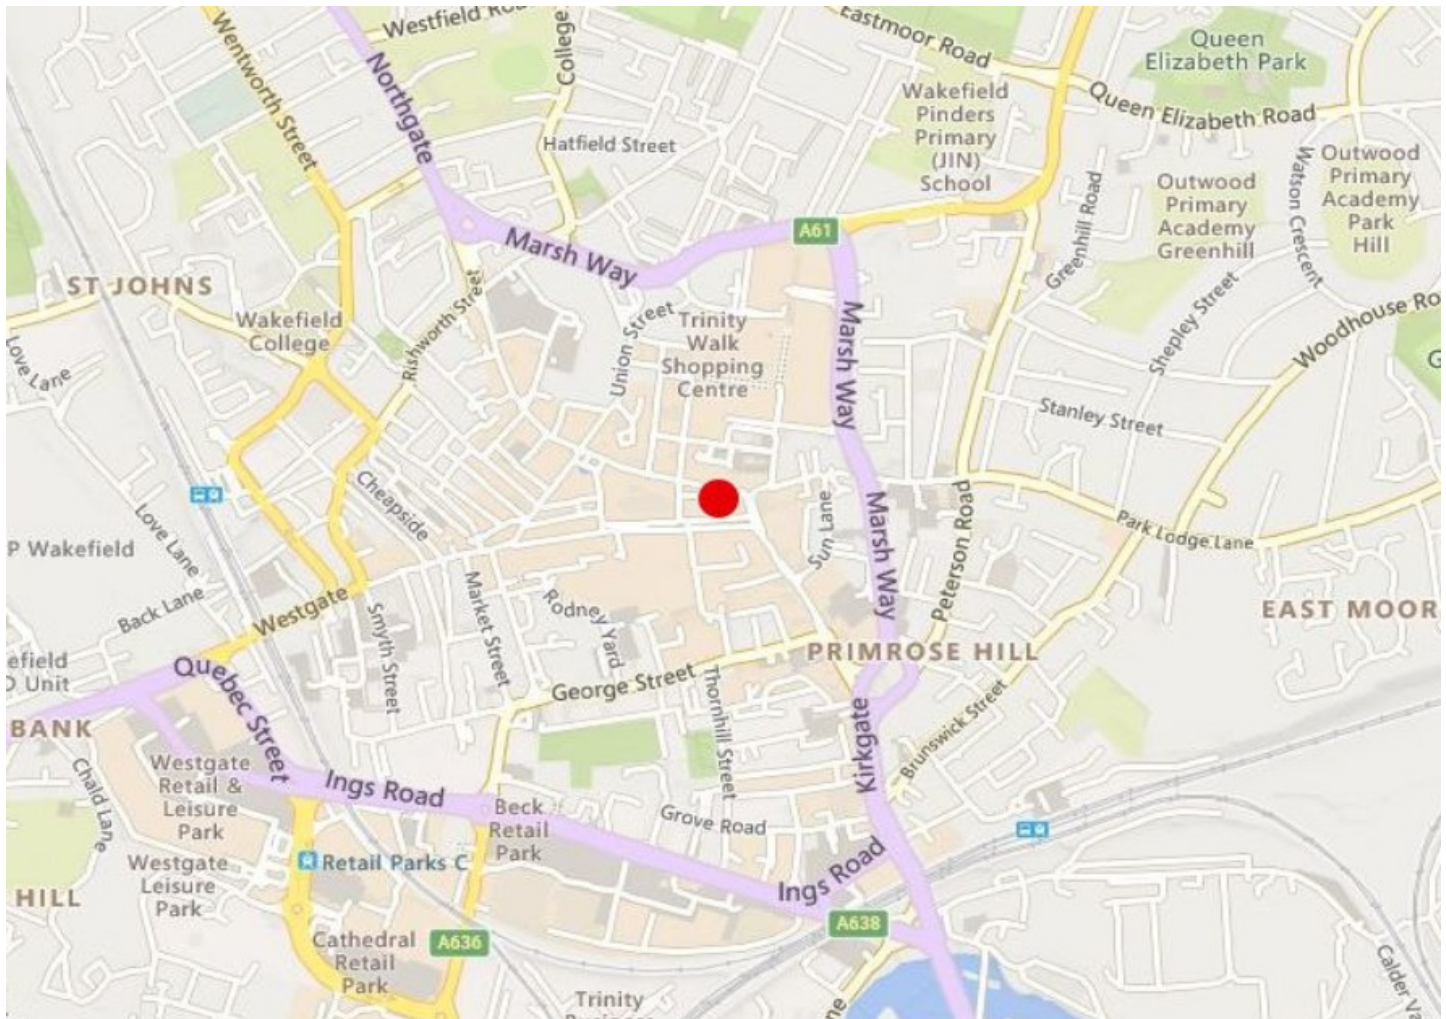 Westfield Roa
Eastmoor Road
Queen
Elizabeth Park
Wentworth Street
Northgate
College
Wakefield
Pinders
Primary
(JIN)
School
Queen Elizabeth Road
Hatfield Street
Watson Crescent
Outwood
Primary
Academy
Park
Hill
Outwood
Primary
Academy
Greenhill
Greenhill Road
A61
Marsh Way
ST JOHNS
Wakefield
College
Rishworth Street
Union Street
Trinity
Walk
Shopping
Centre
Marsh Way
Shepley Street
Woodhouse Ro
G
Love Lane
Stanley Street
Cheapside
Love Lane
P Wakefield
Sun Lane
Marsh Way
Peterson Road
Park Lodge Lane
Back Lane
Westgate
Smyth Street
Market Street
Rodney Yard
EAST MOOR
PRIMROSE HILL
efield
D Unit
Quebec Street
George Street
Thornhill Street
Kirkgate
Brunswick Street
BANK
Chald Lane
Westgate
Retail &
Leisure
Park
Ings Road
Beck
Retail
Park
Grove Road
Westgate
Leisure
Park
Retail Parks C
Ings Road
HILL
A638
Cathedral
Retail
Park
A636
Calder Va
Trinity
ne